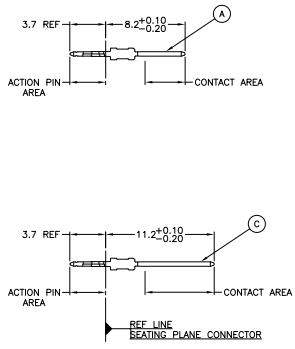 A
3.7 REF
8.2+0.10
-0.20
ACTION PIN
AREA
CONTACT AREA
C
3.7 REF
11.2+0.10
-0.20
ACTION PIN
AREA
CONTACT AREA
REF LINE
SEATING PLANE CONNECTOR